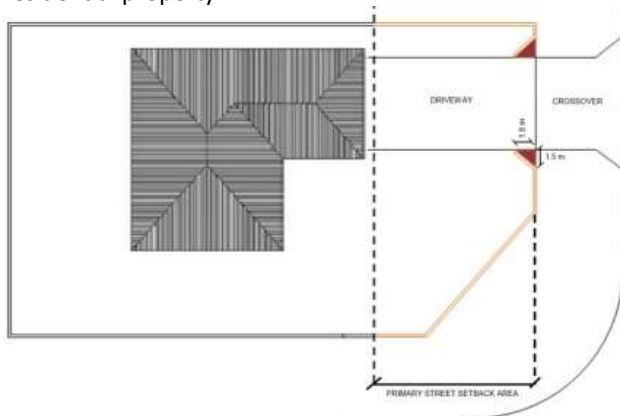 DRIVEWAY
CROSSOVER
1.5 m
1.5 m
PRIMARY STREET SETBACK AREA